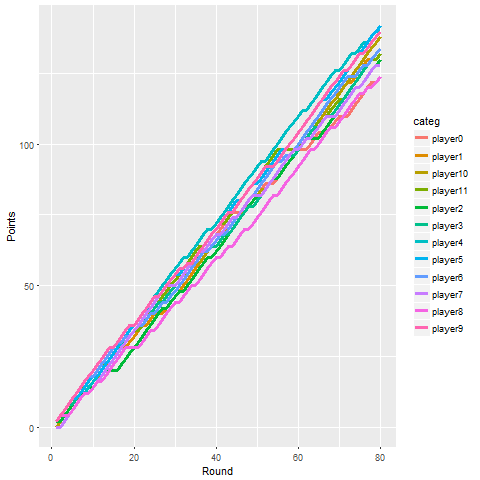 categ
player0
player1
player10
player11
player2
player3
player4
player5
player6
player7
player8
player9
100
50
0
Points
0
20
40
60
80
Round